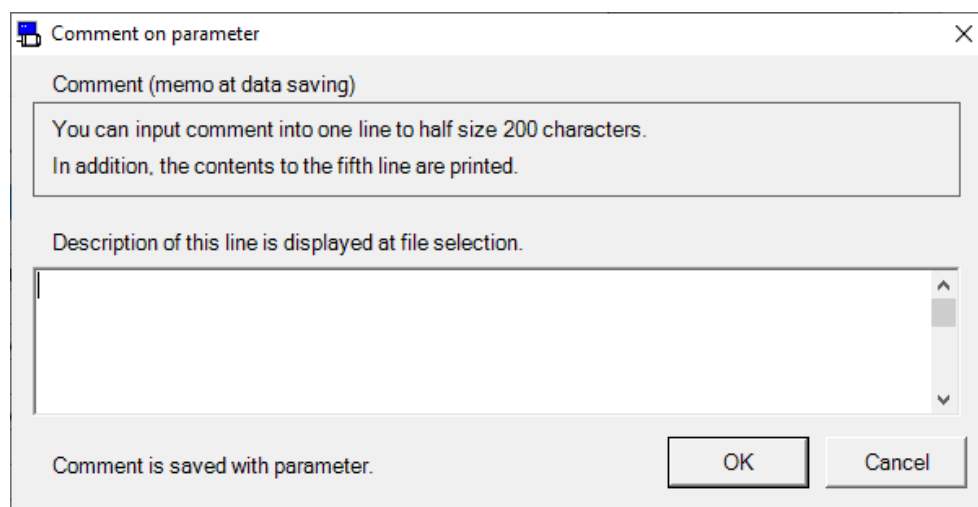 Comment on parameter
Comment (memo at data saving)
You can input comment into one line to half size 200 characters.
In addition, the contents to the fifth line are printed.
Description of this line is displayed at file selection.
Comment is saved with parameter.
OK
Cancel